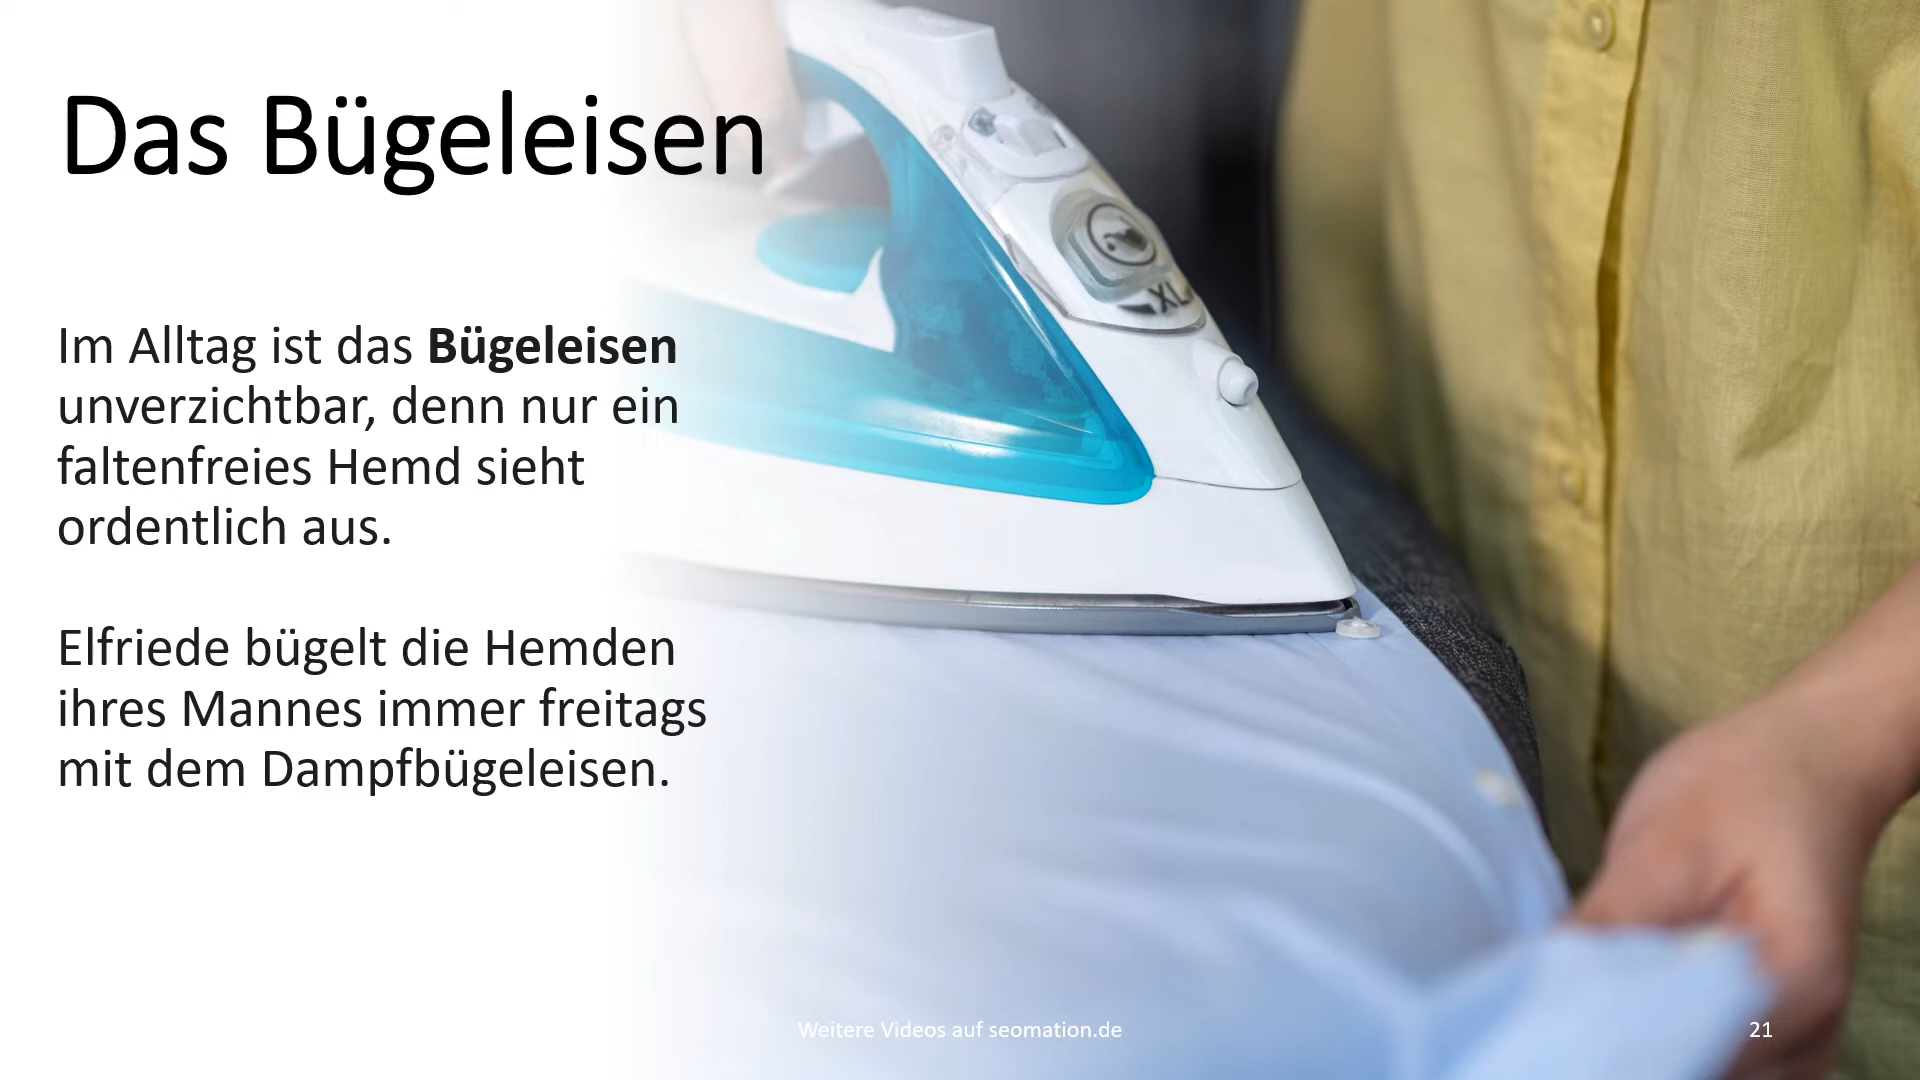 Das Bügeleisen
Im Alltag ist das Bügeleisen
unverzichtbar, denn nur ein
faltenfreies Hemd sieht
ordentlich aus.
Elfriede bügelt die Hemden
ihres Mannes immer freitags
mit dem Dampfbügeleisen.
XL
Weitere Videos auf seomation.de
21